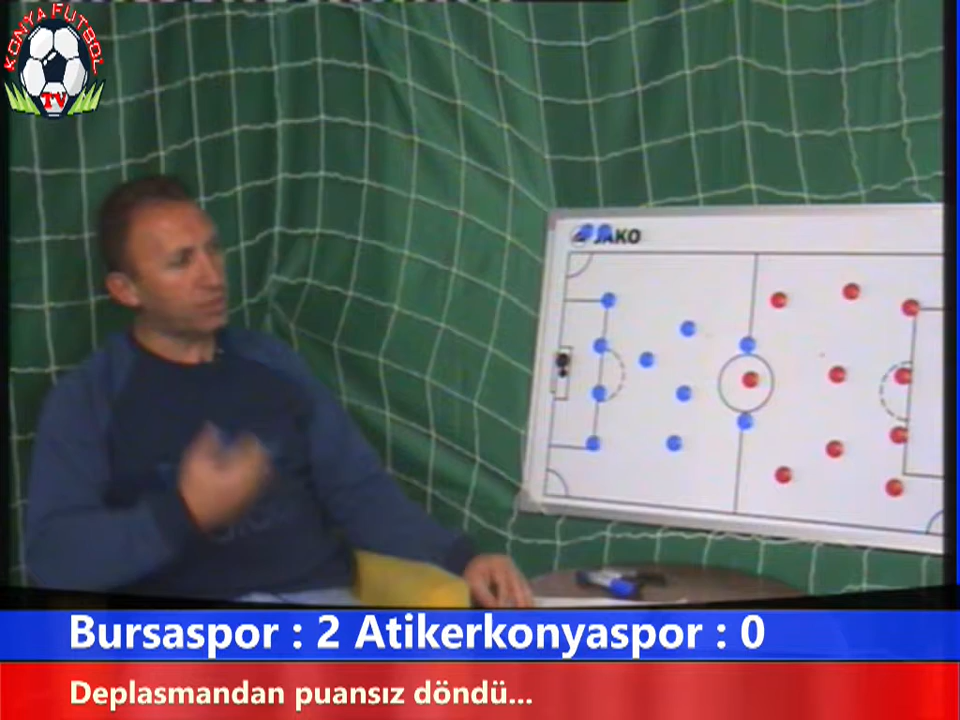 KONYA FUTBOL
TV
JAKO
Bursaspor : 2 Atikerkonyaspor : 0
Deplasmandan puansız döndü...